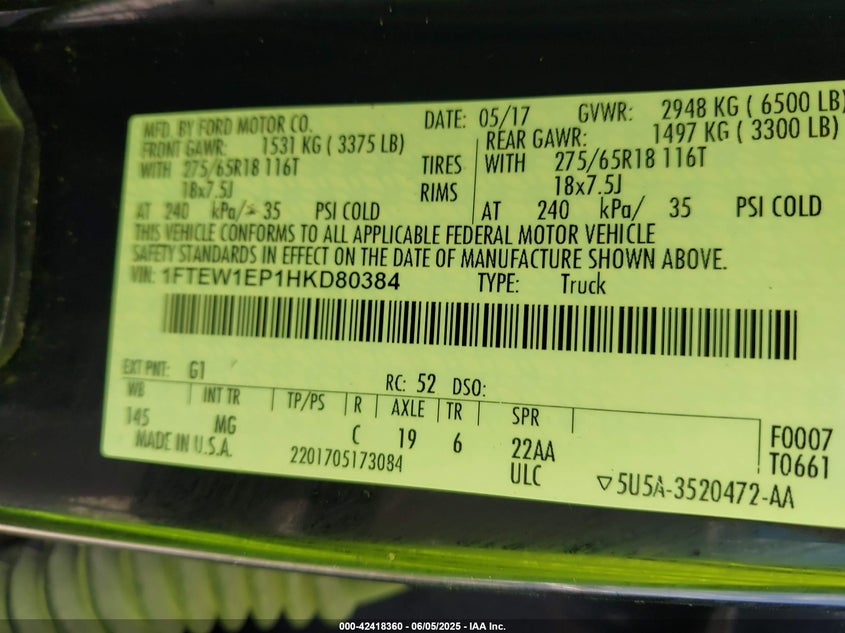 MFD. BY FORD MOTOR CO. DATE: 05/17 GVWR: 2948 KG ( 6500 LB)
FRONT GAWR: 1531 KG ( 3375 LB) REAR GAWR: 1497 KG ( 3300 LB)
WITH 275/65R18 116T TIRES WITH 275/65R18 116T
18x7.5J RIMS 18x7.5J
AT 240 kPa/ 35 PSI COLD AT 240 kPa/ 35 PSI COLD
THIS VEHICLE CONFORMS TO ALL APPLICABLE FEDERAL MOTOR VEHICLE
SAFETY STANDARDS IN EFFECT ON THE DATE OF MANUFACTURE SHOWN ABOVE.
VIN: 1FTEW1EP1HKD80384 TYPE: Truck
EXT PNT: G1 RC: 52 DSO:
WB INT TR TP/PS R AXLE TR SPR
145 MG C 19 6 22AA F0007
MADE IN U.S.A. 2201705173084 ULC T0661
▽5U5A-3520472-AA
000-42418360 - 06/05/2025 - IAA Inc.